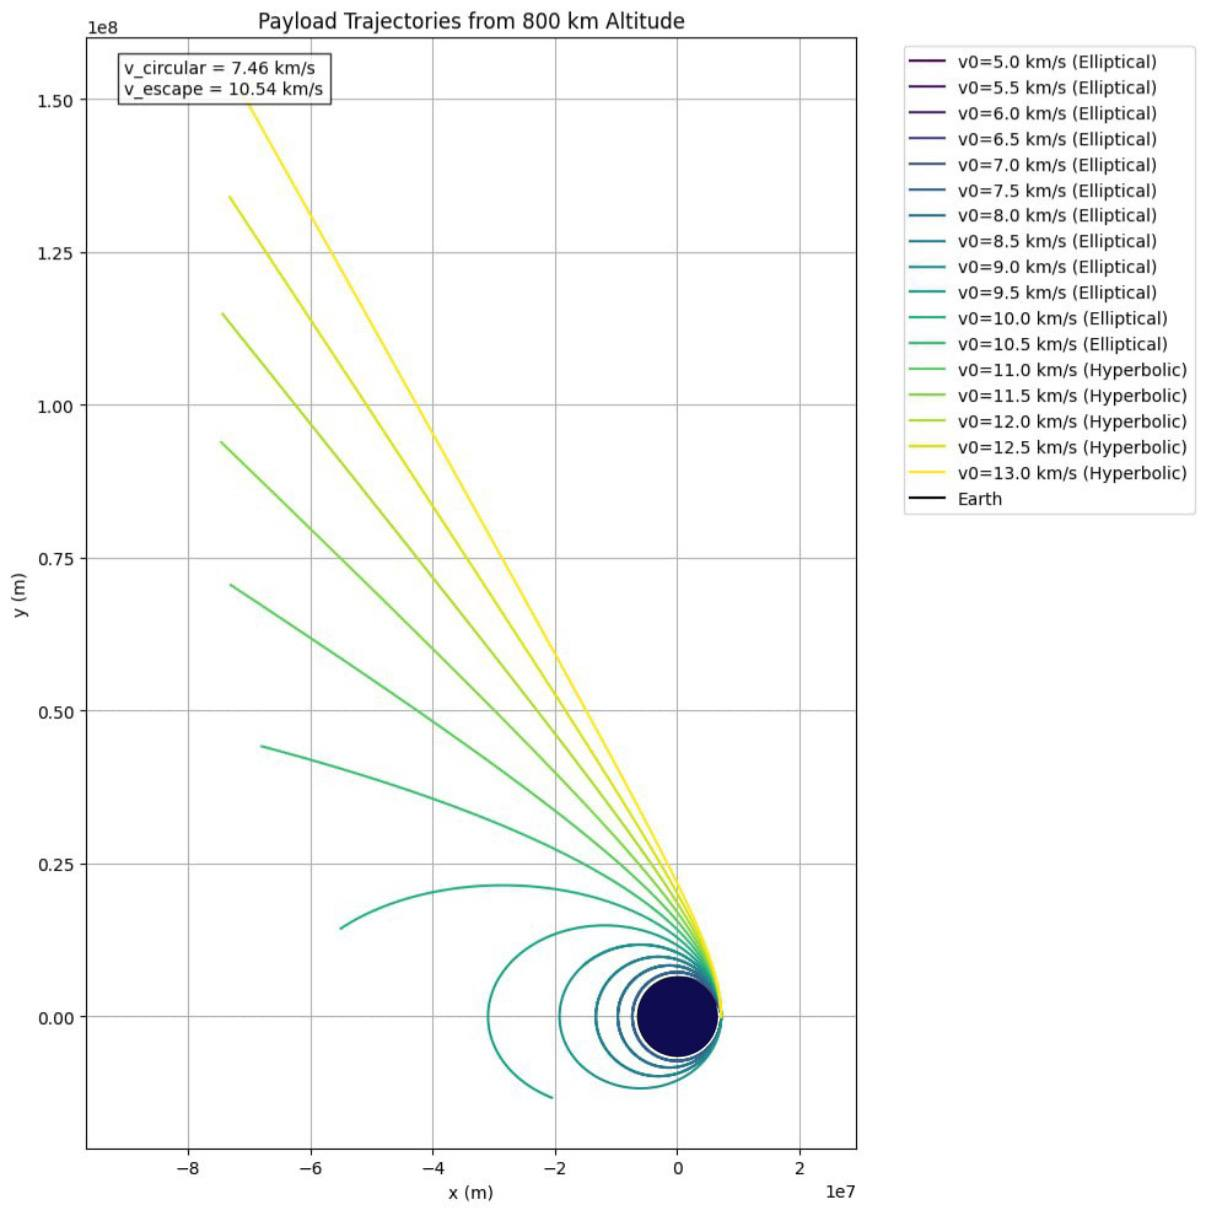 Payload Trajectories from 800 km Altitude
1e8
v_circular = 7.46 km/s
v_escape = 10.54 km/s
1.50
1.25
1.00
0.75
0.50
0.25
0.00
y (m)
−8
−6
−4
−2
0
2
x (m)
1e7
v0=5.0 km/s (Elliptical)
v0=5.5 km/s (Elliptical)
v0=6.0 km/s (Elliptical)
v0=6.5 km/s (Elliptical)
v0=7.0 km/s (Elliptical)
v0=7.5 km/s (Elliptical)
v0=8.0 km/s (Elliptical)
v0=8.5 km/s (Elliptical)
v0=9.0 km/s (Elliptical)
v0=9.5 km/s (Elliptical)
v0=10.0 km/s (Elliptical)
v0=10.5 km/s (Elliptical)
v0=11.0 km/s (Hyperbolic)
v0=11.5 km/s (Hyperbolic)
v0=12.0 km/s (Hyperbolic)
v0=12.5 km/s (Hyperbolic)
v0=13.0 km/s (Hyperbolic)
Earth